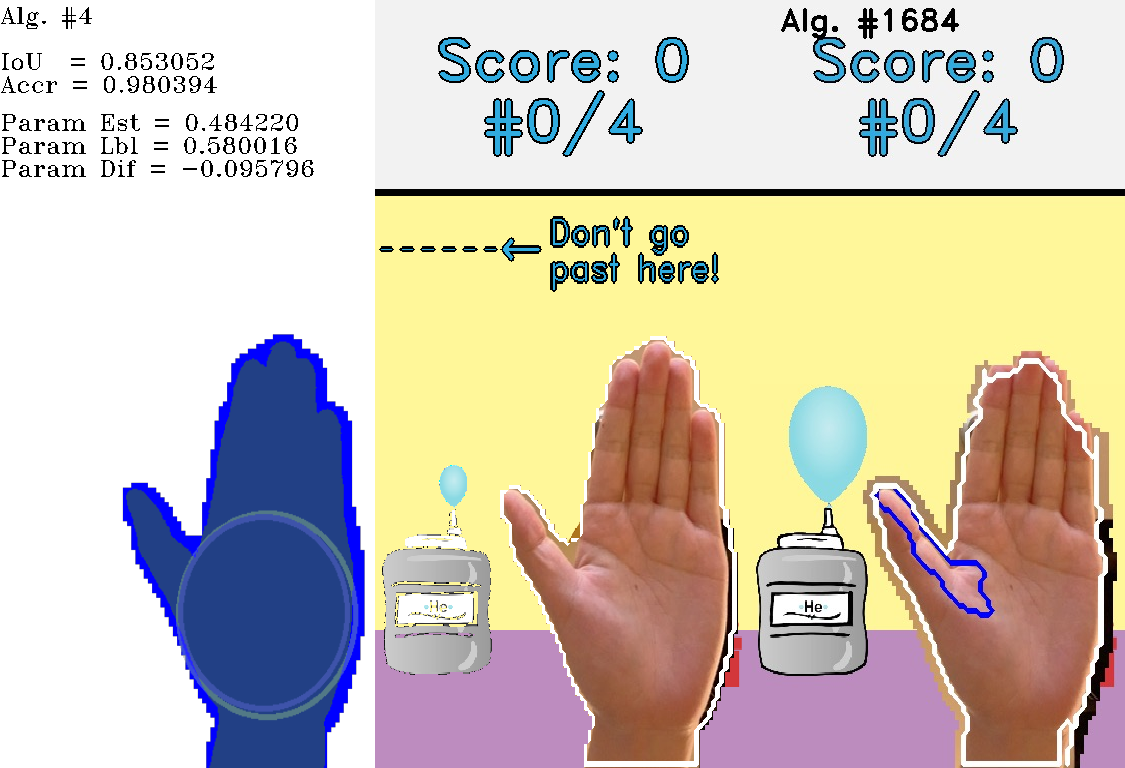 Alg. #4
IoU = 0.853052
Accr = 0.980394
Param Est = 0.484220
Param Lbl = 0.580016
Param Dif = −0.095796
Score: 0
#0/4
Don't go
past here!
He
Alg. #1684
Score: 0
#0/4
He